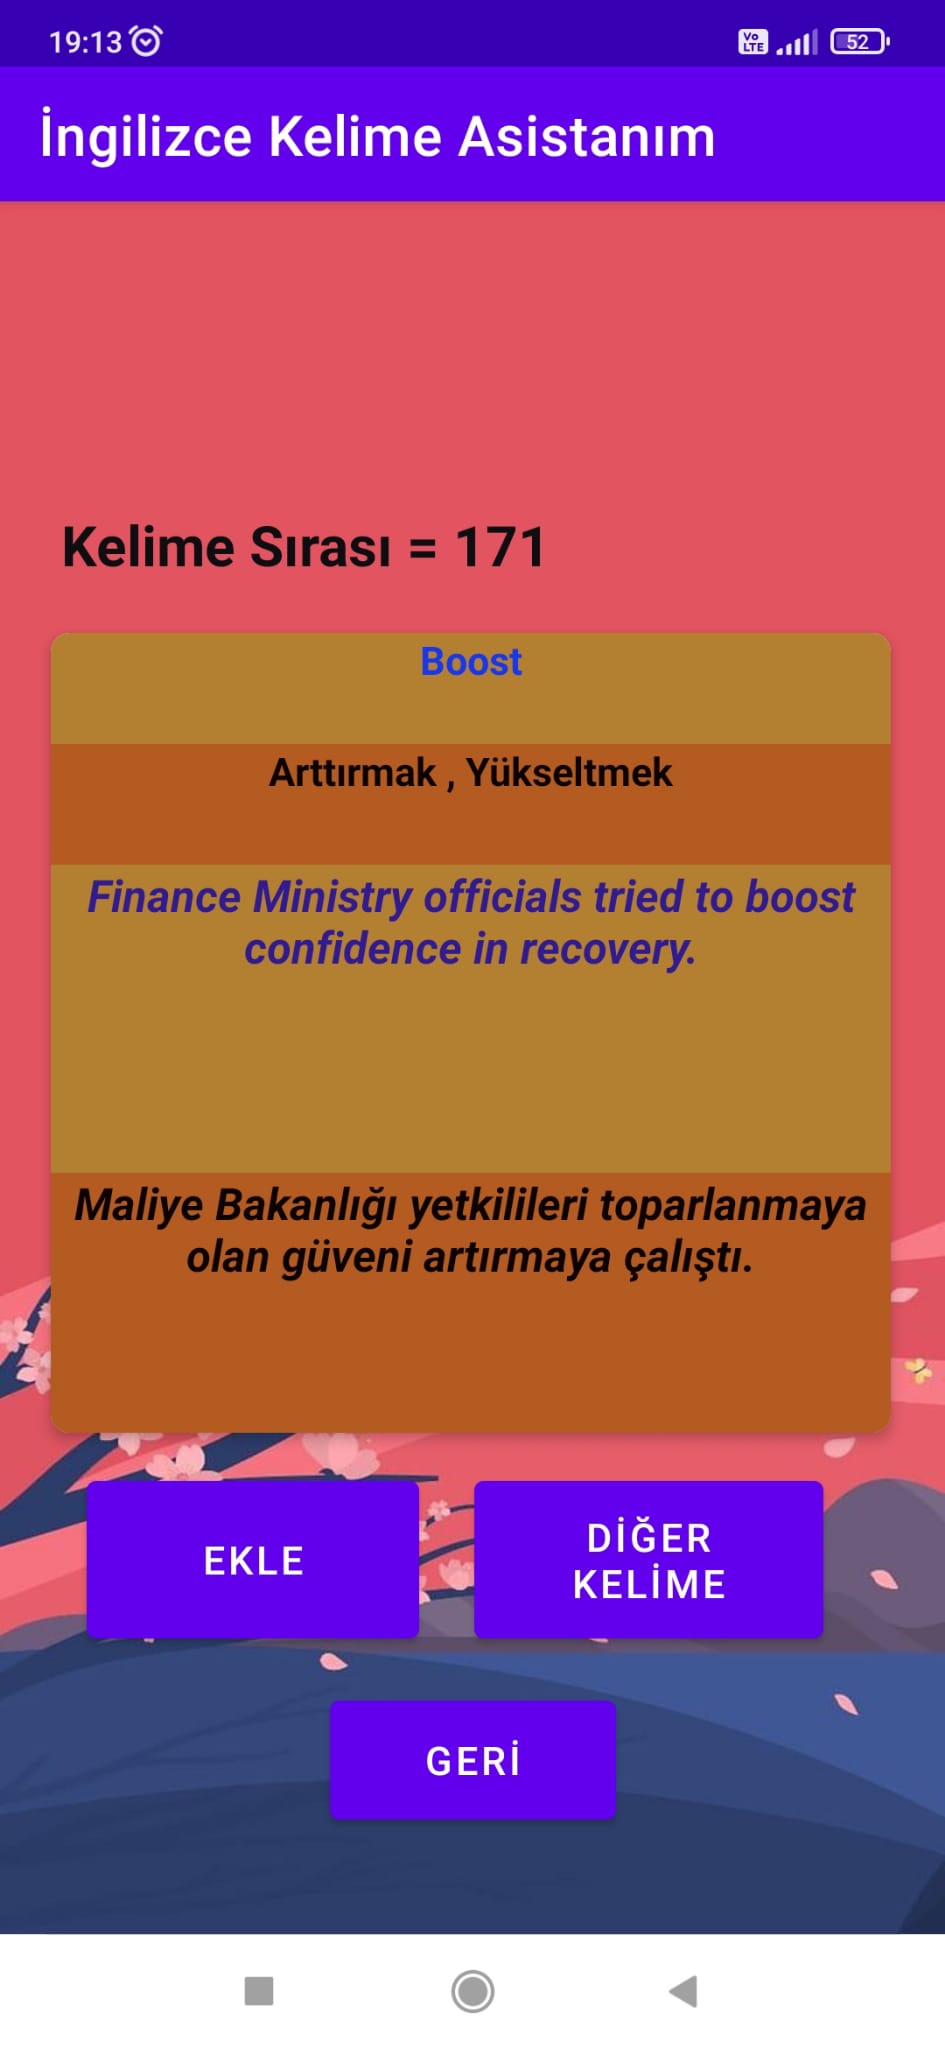 19:13
Vo
LTE
52
İngilizce Kelime Asistanım
Kelime Sırası = 171
Boost
Arttırmak , Yükseltmek
Finance Ministry officials tried to boost
confidence in recovery.
Maliye Bakanlığı yetkilileri toparlanmaya
olan güveni artırmaya çalıştı.
EKLE
DİĞER
KELİME
GERİ